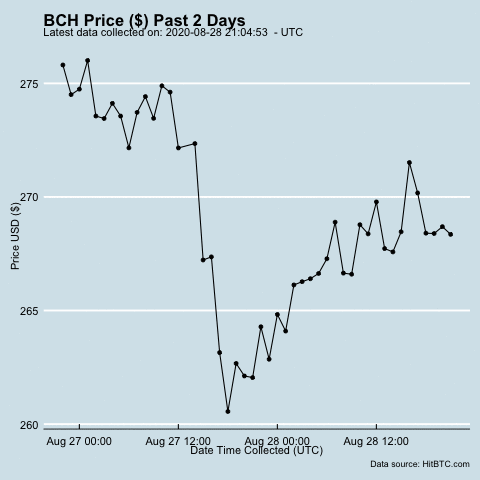 BCH Price ($) Past 2 Days
Latest data collected on: 2020-08-28 21:04:53  - UTC
275
270
265
260
Price USD ($)
Aug 27 00:00 Aug 27 12:00 Aug 28 00:00 Aug 28 12:00
Date Time Collected (UTC)
Data source: HitBTC.com